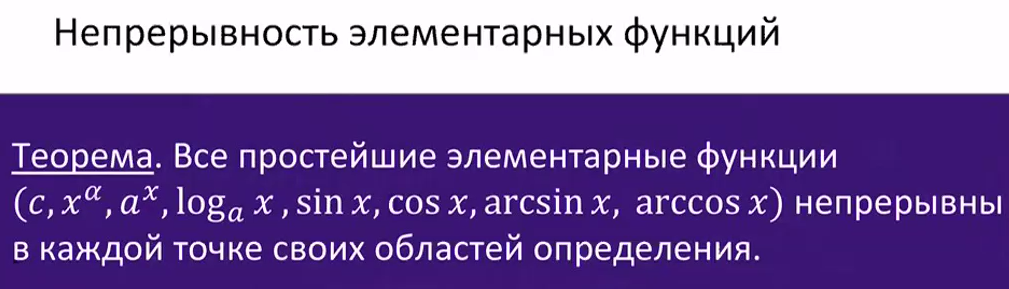 Непрерывность элементарных функций
Теорема. Все простейшие элементарные функции
(c, x^α, a^x, log_a x , sin x, cos x, arcsin x, arccos x) непрерывны
в каждой точке своих областей определения.